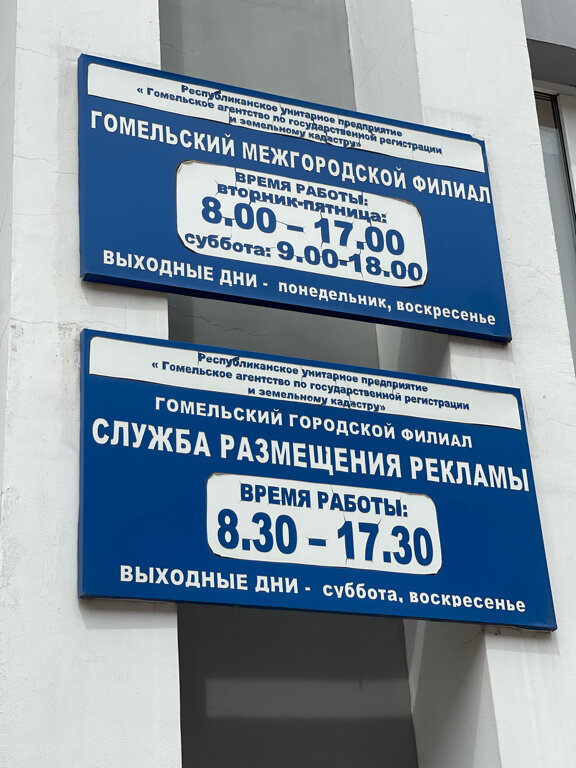 Республиканское унитарное предприятие
« Гомельское агентство по государственной регистрации
и земельному кадастру»
ГОМЕЛЬСКИЙ МЕЖГОРОДСКОЙ ФИЛИАЛ
ВРЕМЯ РАБОТЫ:
вторник-пятница:
8.00 – 17.00
суббота: 9.00-18.00
ВЫХОДНЫЕ ДНИ - понедельник, воскресенье
Республиканское унитарное предприятие
« Гомельское агентство по государственной регистрации
и земельному кадастру»
ГОМЕЛЬСКИЙ ГОРОДСКОЙ ФИЛИАЛ
СЛУЖБА РАЗМЕЩЕНИЯ РЕКЛАМЫ
ВРЕМЯ РАБОТЫ:
8.30 – 17.30
ВЫХОДНЫЕ ДНИ - суббота, воскресенье